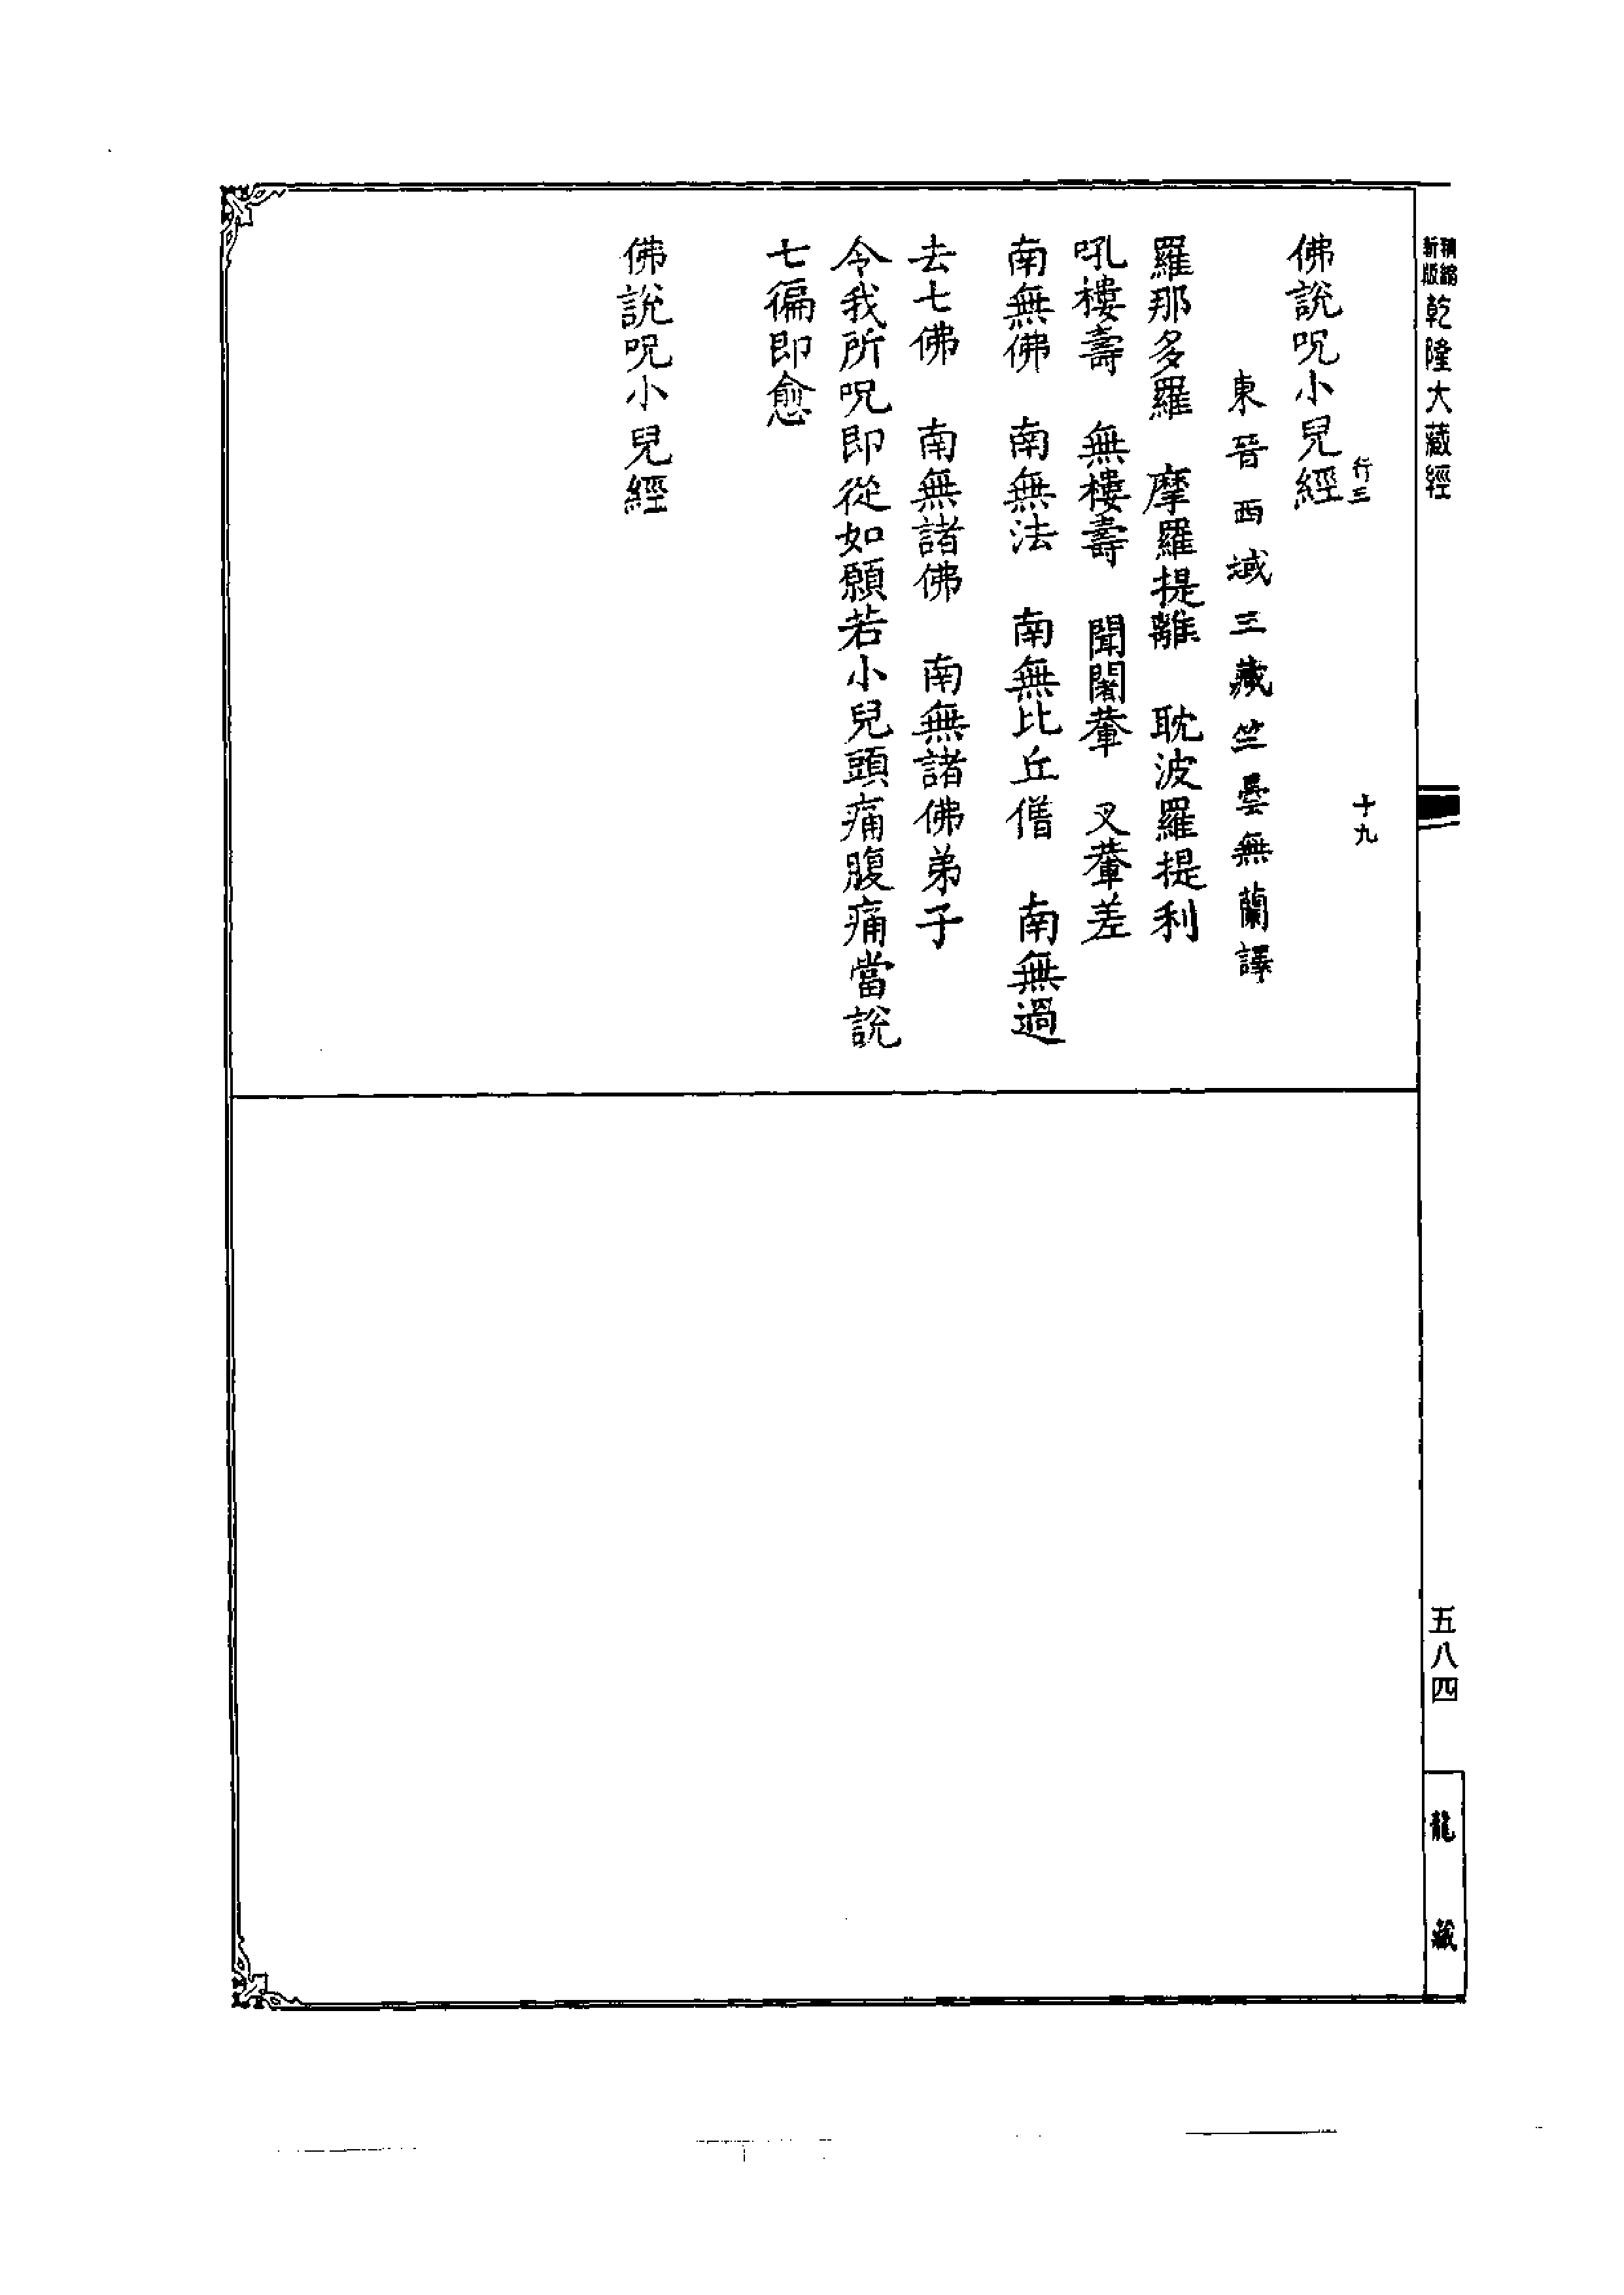 精縮新版乾隆大藏經
五八四
龍藏
行三 十九
佛說呪小兒經
東晉西域三藏竺曇無蘭譯
羅那多羅 摩羅提離 耽波羅提利
吼樓壽 無樓壽 聞闍葷 叉葷差
南無佛 南無法 南無比丘僧 南無過
去七佛 南無諸佛 南無諸佛弟子
令我所呪即從如願若小兒頭痛腹痛當說
七徧即愈
佛說呪小兒經